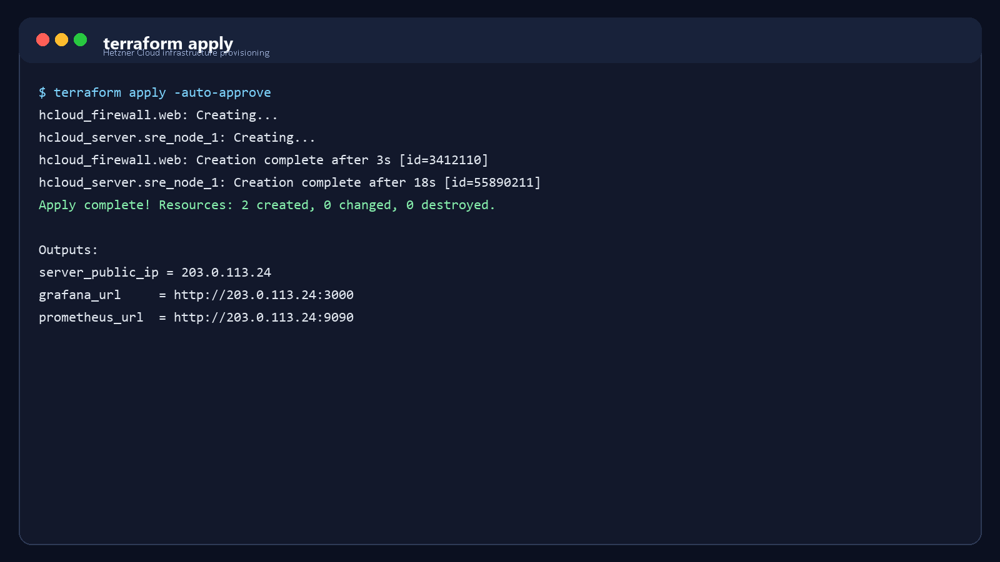 terraform apply
Hetzner Cloud infrastructure provisioning
$ terraform apply -auto-approve
hcloud_firewall.web: Creating...
hcloud_server.sre_node_1: Creating...
hcloud_firewall.web: Creation complete after 3s [id=3412110]
hcloud_server.sre_node_1: Creation complete after 18s [id=55890211]
Apply complete! Resources: 2 created, 0 changed, 0 destroyed.
Outputs:
server_public_ip = 203.0.113.24
grafana_url     = http://203.0.113.24:3000
prometheus_url  = http://203.0.113.24:9090